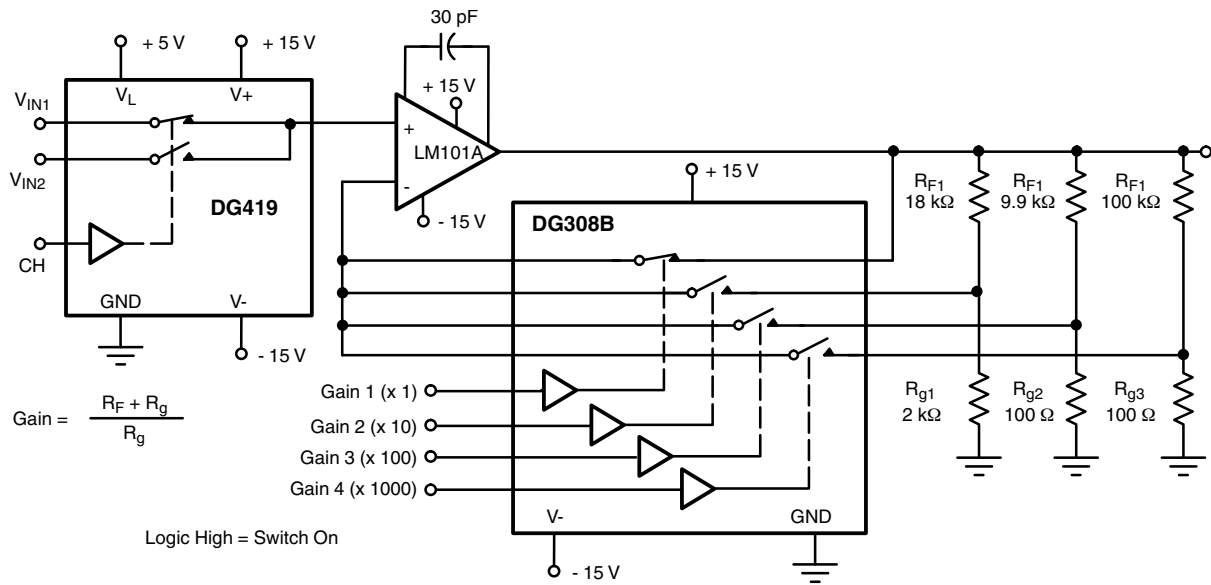 30 pF
+ 5 V
+ 15 V
+ 15 V
V_IN1
V_L
V+
+
LM101A
V_IN2
-
R_F1
18 kΩ
R_F1
9.9 kΩ
R_F1
100 kΩ
+ 15 V
DG419
- 15 V
DG308B
CH
GND
V-
- 15 V
Gain = R_F + R_g
R_g
Gain 1 (x 1)
Gain 2 (x 10)
Gain 3 (x 100)
Gain 4 (x 1000)
R_g1
2 kΩ
R_g2
100 Ω
R_g3
100 Ω
V-
GND
Logic High = Switch On
- 15 V